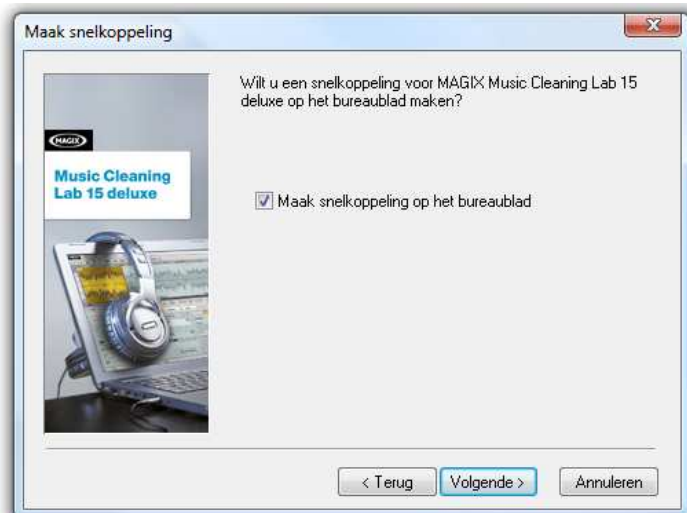 Maak snelkoppeling
Wilt u een snelkoppeling voor MAGIX Music Cleaning Lab 15
deluxe op het bureaublad maken?
MAGIX
Music Cleaning
Lab 15 deluxe
Maak snelkoppeling op het bureaublad
< Terug
Volgende >
Annuleren